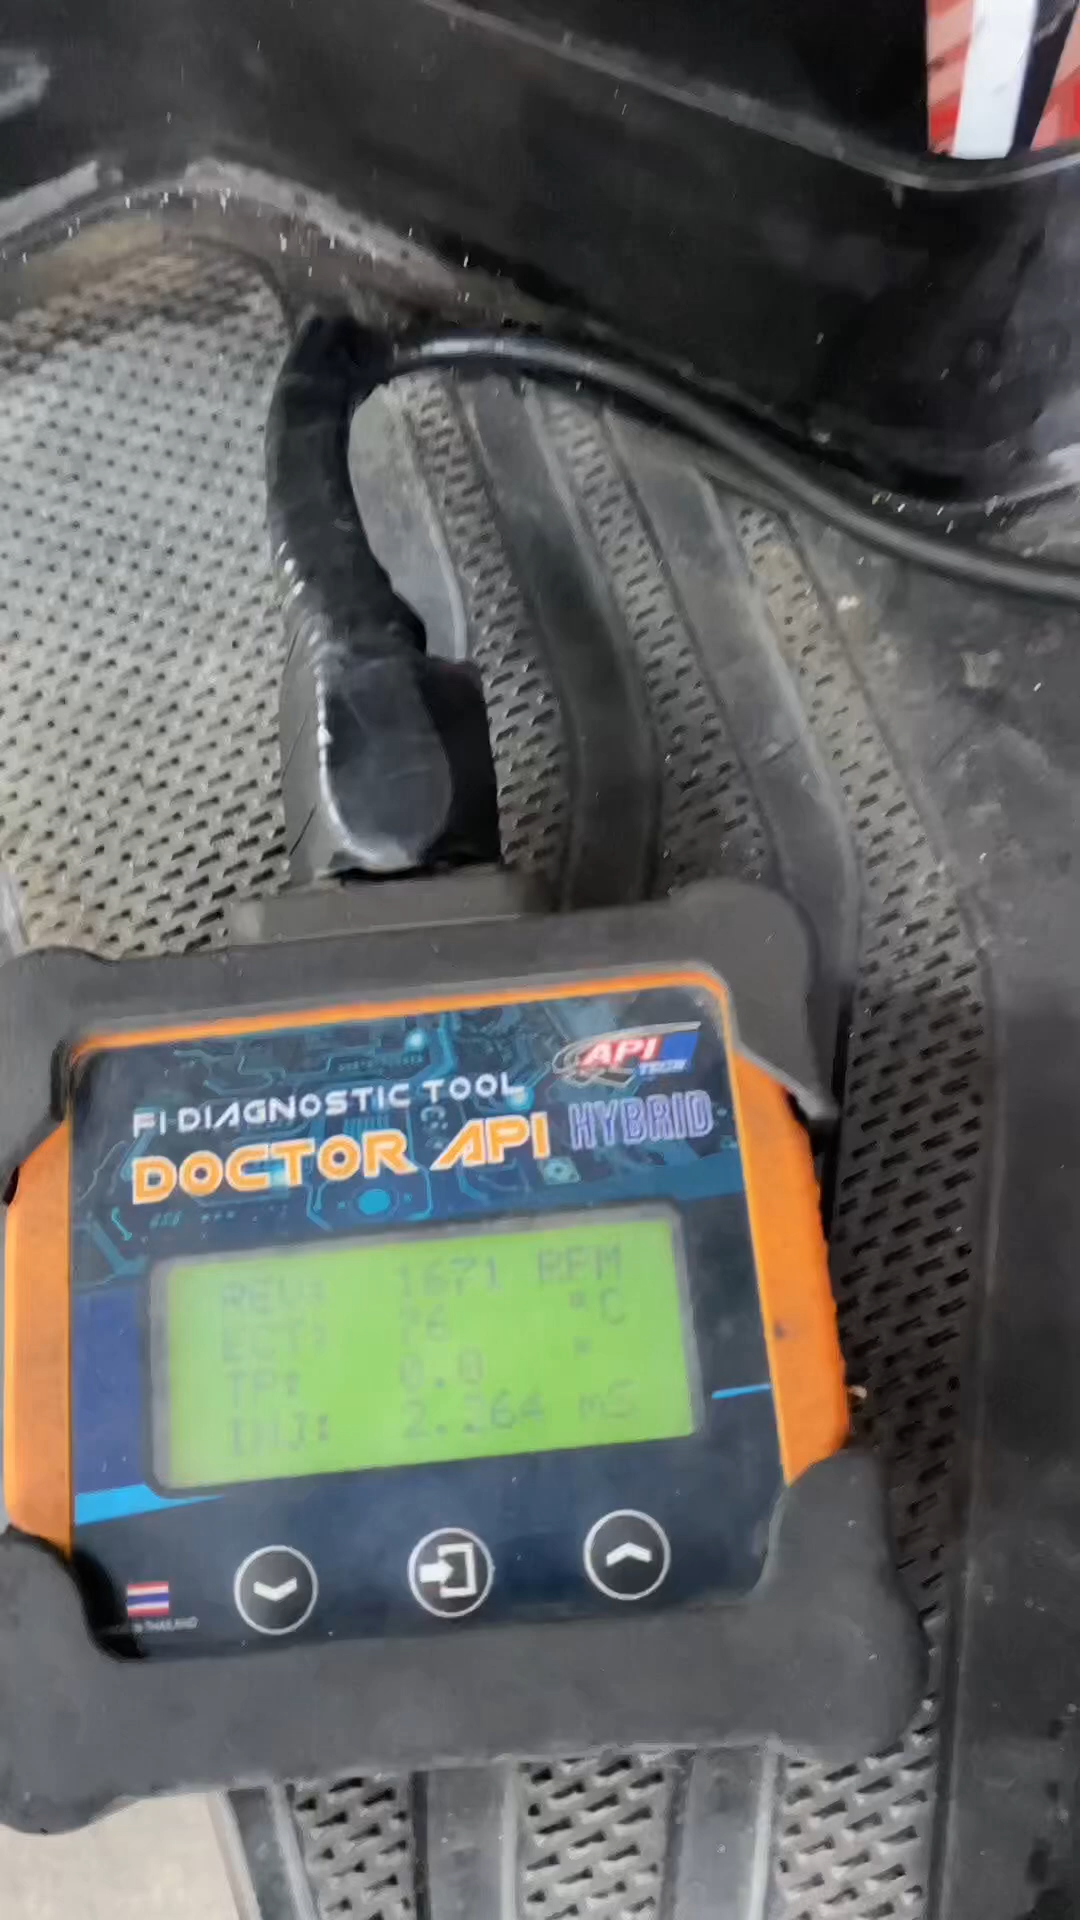 API
TECH
FI DIAGNOSTIC TOOL
DOCTOR API HYBRID
REV: 1671 RPM
ECT: °C
TP: 0.0 °
INJ: 2.264 mS
THAILAND